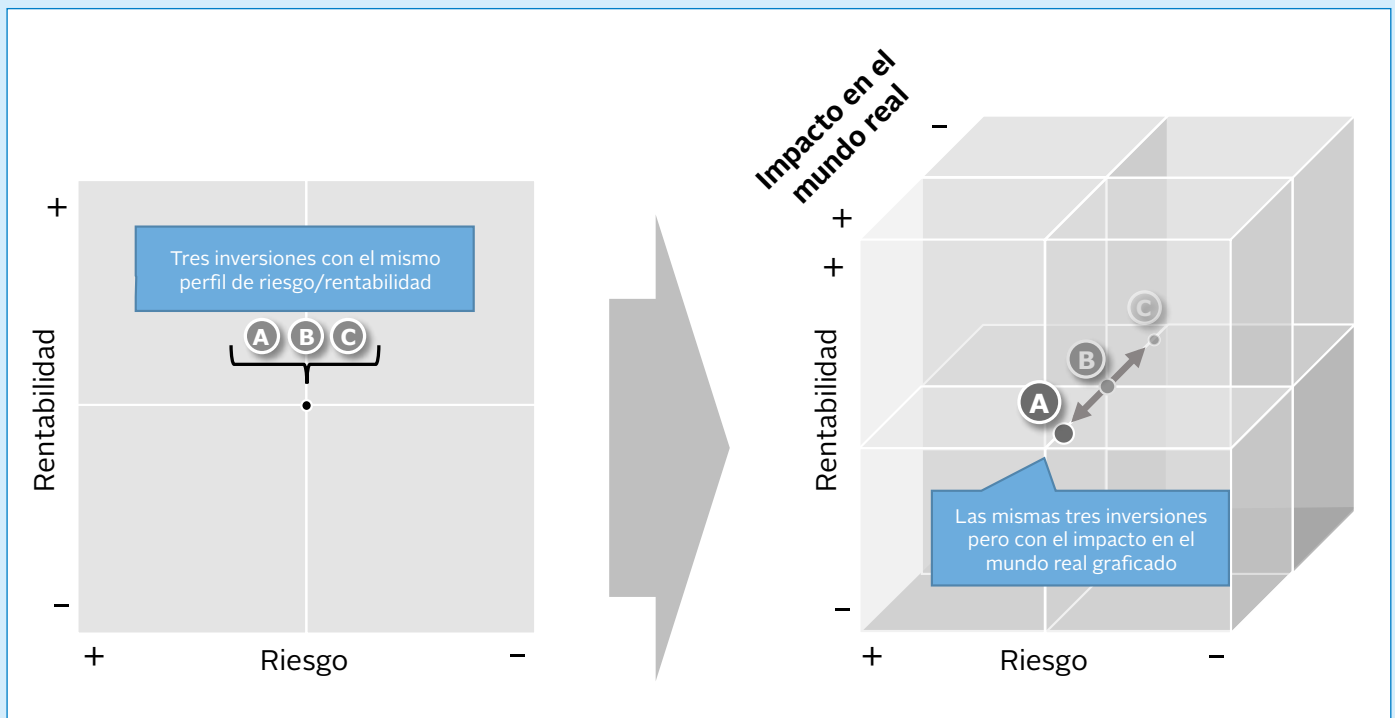 Impacto en el
mundo real
−
+
+
Tres inversiones con el mismo
perfil de riesgo/rentabilidad
A B C
Rentabilidad
−
+ Riesgo −
+
Rentabilidad
C
B
A
Las mismas tres inversiones
pero con el impacto en el
mundo real graficado
−
+ Riesgo −